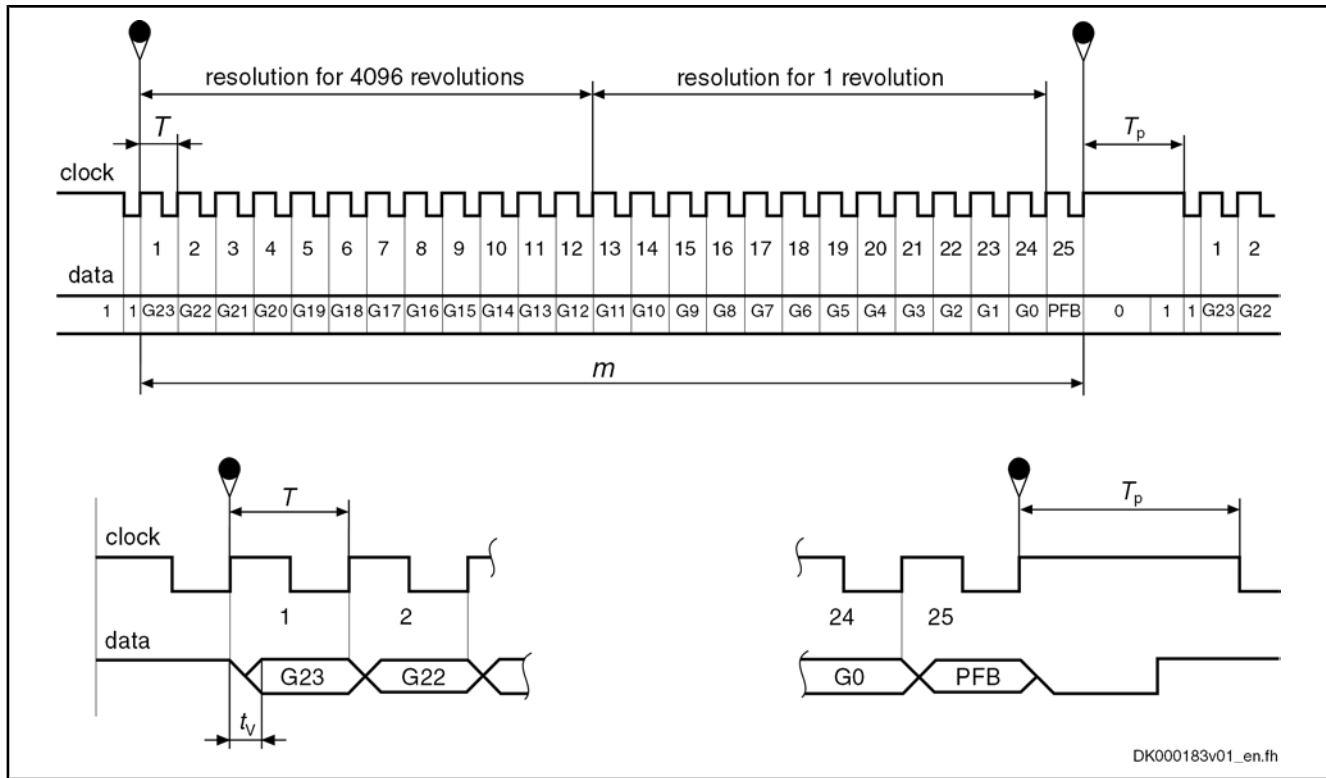 resolution for 4096 revolutions resolution for 1 revolution
T Tp
clock
1 2 3 4 5 6 7 8 9 10 11 12 13 14 15 16 17 18 19 20 21 22 23 24 25 1 2
data
1 1 G23 G22 G21 G20 G19 G18 G17 G16 G15 G14 G13 G12 G11 G10 G9 G8 G7 G6 G5 G4 G3 G2 G1 G0 PFB 0 1 1 G23 G22
m
T Tp
clock
1 2 24 25
data
G23 G22 G0 PFB
tv
DK000183v01_en.fh